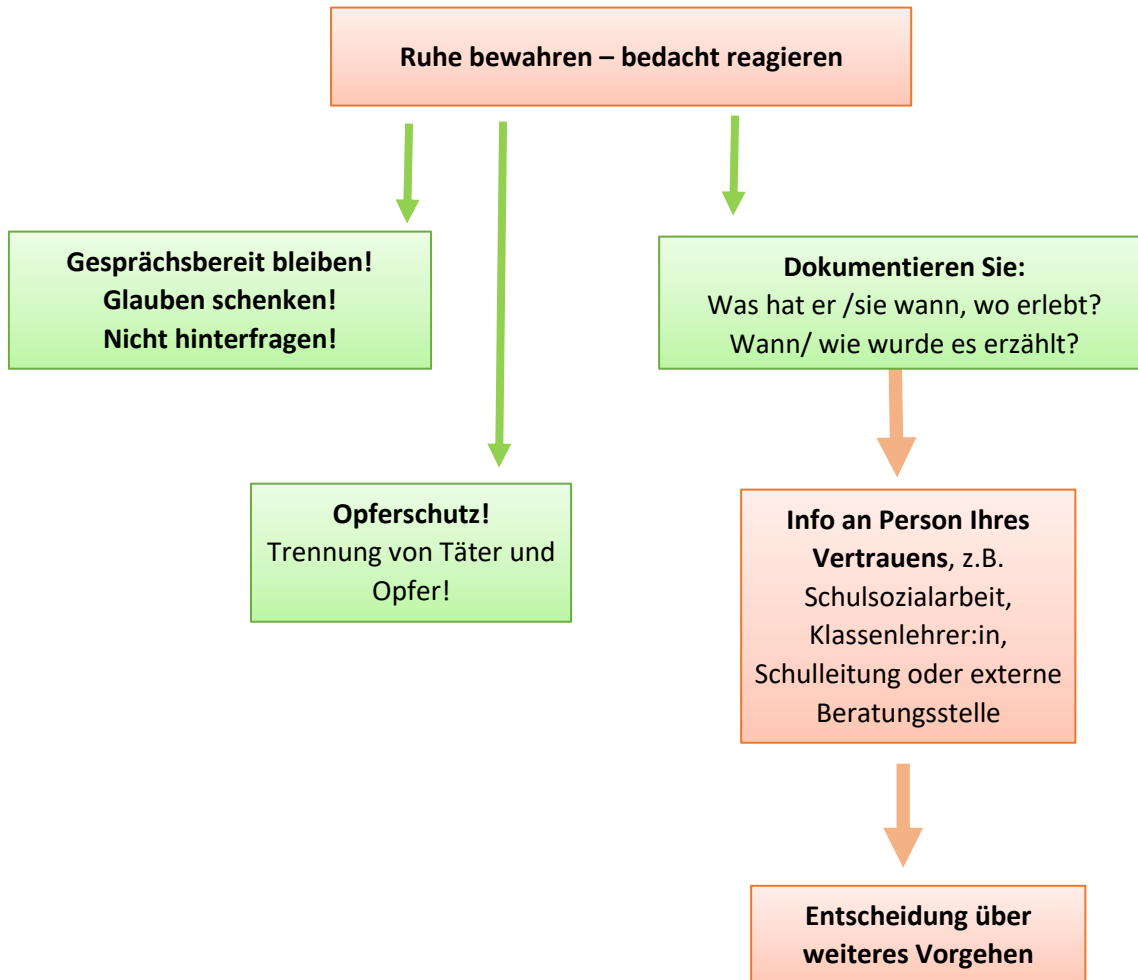 Ruhe bewahren – bedacht reagieren
Gesprächsbereit bleiben!
Glauben schenken!
Nicht hinterfragen!
Dokumentieren Sie:
Was hat er /sie wann, wo erlebt?
Wann/ wie wurde es erzählt?
Opferschutz!
Trennung von Täter und
Opfer!
Info an Person Ihres
Vertrauens, z.B.
Schulsozialarbeit,
Klassenlehrer:in,
Schulleitung oder externe
Beratungsstelle
Entscheidung über
weiteres Vorgehen